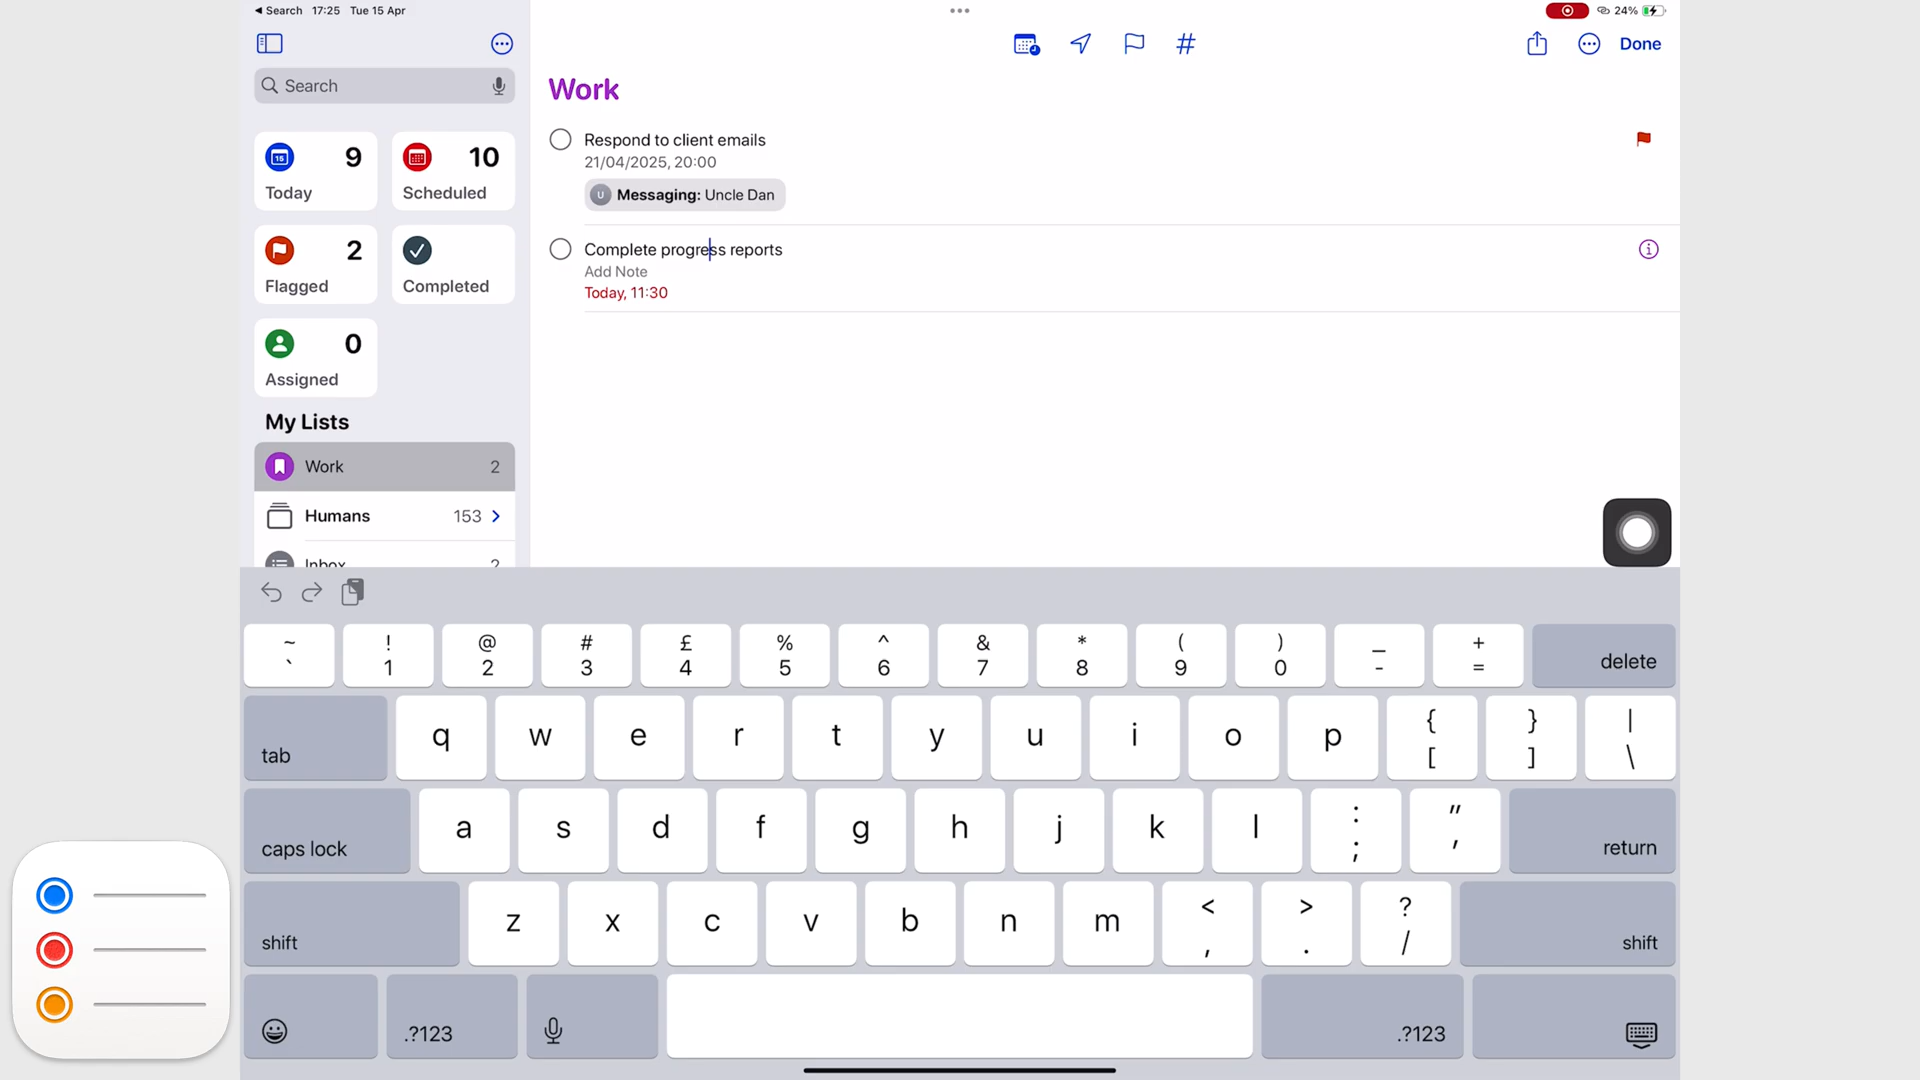 Search 17:25 Tue 15 Apr
24%
Done
Search
Work
Respond to client emails
21/04/2025, 20:00
U Messaging: Uncle Dan
Complete progress reports
Add Note
Today, 11:30
15 9
Today
10
Scheduled
2
Flagged
Completed
0
Assigned
My Lists
Work 2
Humans 153
Inbox 2
~ ! @ # £ % ^ & * ( ) _ +
` 1 2 3 4 5 6 7 8 9 0 - = delete
tab q w e r t y u i o p { [ } ] | \
caps lock a s d f g h j k l : ; " ' return
shift z x c v b n m < , > . ? / shift
.?123 .?123